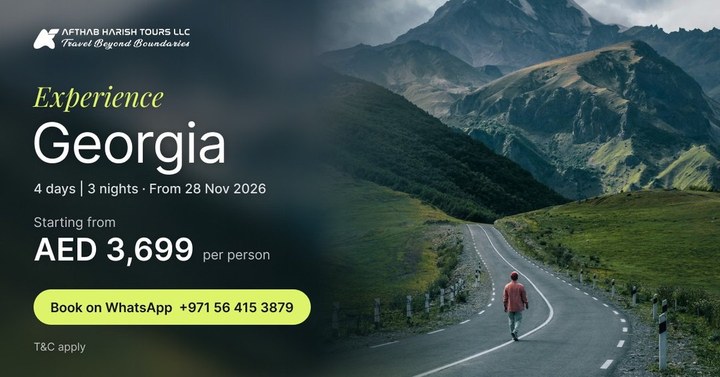 AFTHAB HARISH TOURS LLC
Travel Beyond Boundaries
Experience
Georgia
4 days | 3 nights · From 28 Nov 2026
Starting from
AED 3,699 per person
Book on WhatsApp +971 56 415 3879
T&C apply